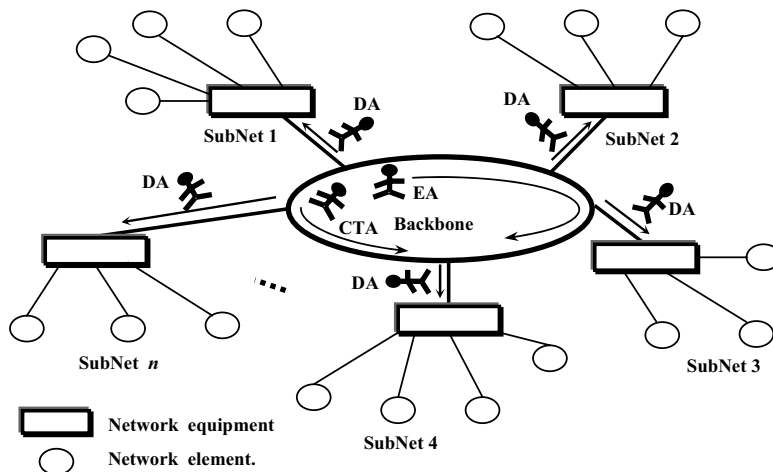 DA
DA
SubNet 1
SubNet 2
DA
EA
DA
CTA
Backbone
DA
SubNet n
SubNet 3
SubNet 4
Network equipment
Network element.